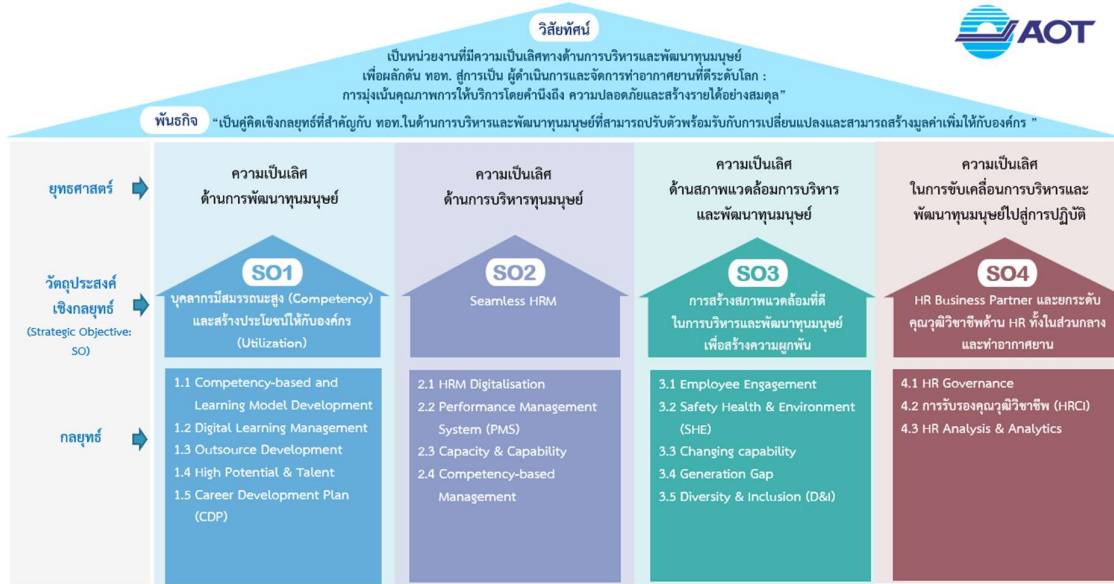 วิสัยทัศน์
AOT
เป็นหน่วยงานที่มีความเป็นเลิศทางด้านการบริหารและพัฒนาทุนมนุษย์
เพื่อผลักดัน ทอท. สู่การเป็น ผู้ดำเนินการและจัดการท่าอากาศยานที่ดีระดับโลก :
การมุ่งเน้นคุณภาพการให้บริการโดยคำนึงถึง ความปลอดภัยและสร้างรายได้อย่างสมดุล”
พันธกิจ “เป็นคู่คิดเชิงกลยุทธ์ที่สำคัญกับ ทอท.ในด้านการบริหารและพัฒนาทุนมนุษย์ที่สามารถปรับตัวพร้อมรับกับการเปลี่ยนแปลงและสามารถสร้างมูลค่าเพิ่มให้กับองค์กร ”
ยุทธศาสตร์
ความเป็นเลิศ
ด้านการพัฒนาทุนมนุษย์
ความเป็นเลิศ
ด้านการบริหารทุนมนุษย์
ความเป็นเลิศ
ด้านสภาพแวดล้อมการบริหาร
และพัฒนาทุนมนุษย์
ความเป็นเลิศ
ในการขับเคลื่อนการบริหารและ
พัฒนาทุนมนุษย์ไปสู่การปฏิบัติ
วัตถุประสงค์
เชิงกลยุทธ์
(Strategic Objective:
SO)
SO1
บุคลากรมีสมรรถนะสูง (Competency)
และสร้างประโยชน์ให้กับองค์กร
(Utilization)
SO2
Seamless HRM
SO3
การสร้างสภาพแวดล้อมที่ดี
ในการบริหารและพัฒนาทุนมนุษย์
เพื่อสร้างความผูกพัน
SO4
HR Business Partner และยกระดับ
คุณวุฒิวิชาชีพด้าน HR ทั้งในส่วนกลาง
และท่าอากาศยาน
กลยุทธ์
1.1 Competency-based and
Learning Model Development
1.2 Digital Learning Management
1.3 Outsource Development
1.4 High Potential & Talent
1.5 Career Development Plan
(CDP)
2.1 HRM Digitalisation
2.2 Performance Management
System (PMS)
2.3 Capacity & Capability
2.4 Competency-based
Management
3.1 Employee Engagement
3.2 Safety Health & Environment
(SHE)
3.3 Changing capability
3.4 Generation Gap
3.5 Diversity & Inclusion (D&I)
4.1 HR Governance
4.2 การรับรองคุณวุฒิวิชาชีพ (HRCI)
4.3 HR Analysis & Analytics